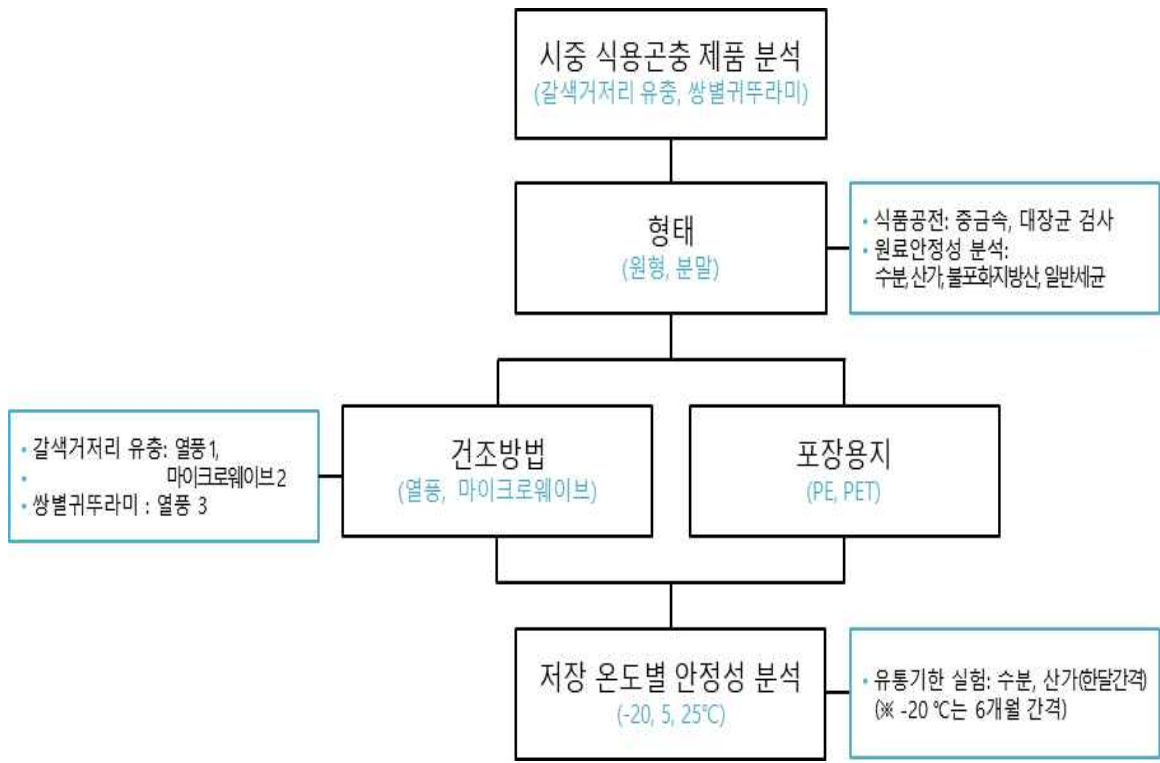 시중 식용곤충 제품 분석
(갈색거저리 유충, 쌍별귀뚜라미)
형태
(원형, 분말)
• 식품공전: 중금속, 대장균 검사
• 원료안정성 분석:
수분, 산가, 불포화지방산, 일반세균
• 갈색거저리 유충: 열풍1,
• 마이크로웨이브2
• 쌍별귀뚜라미 : 열풍 3
건조방법
(열풍, 마이크로웨이브)
포장용지
(PE, PET)
저장 온도별 안정성 분석
(-20, 5, 25℃)
• 유통기한 실험: 수분, 산가(한달간격)
(※ -20 ℃는 6개월 간격)